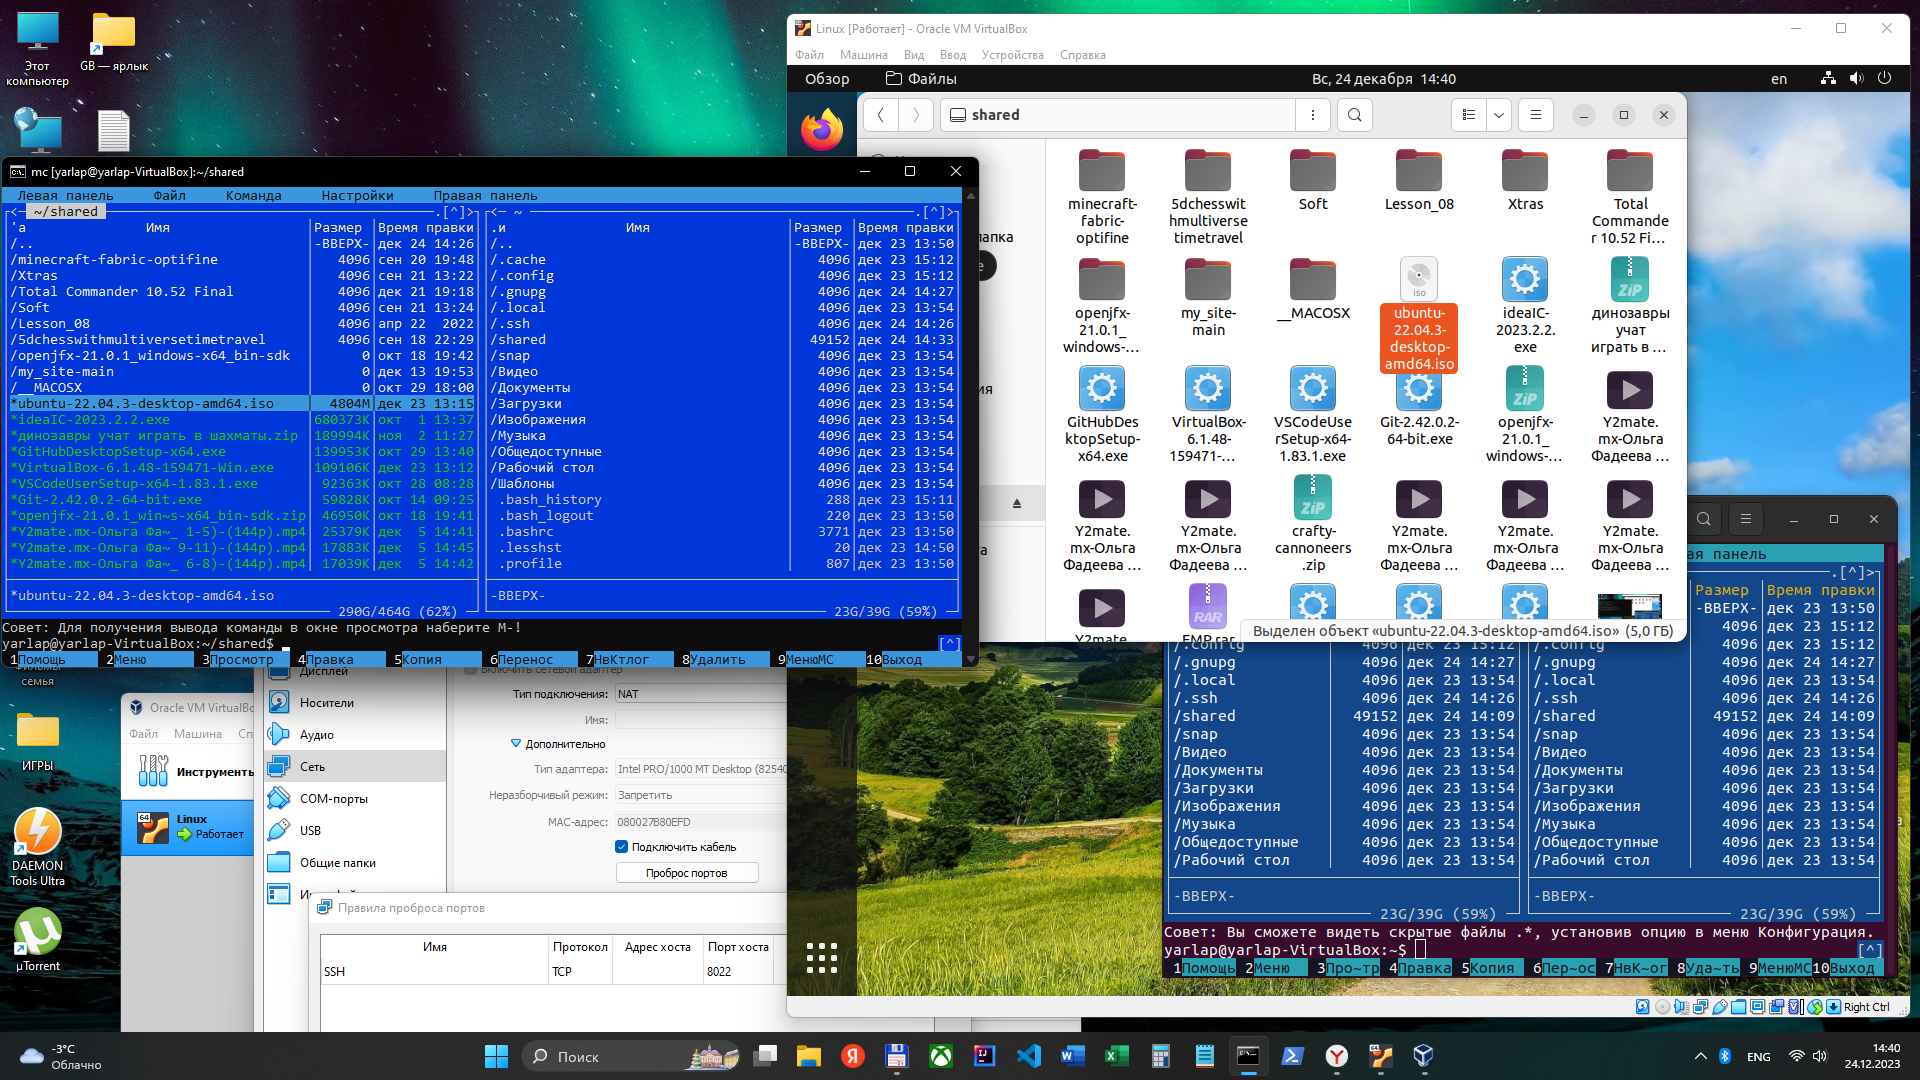 Этот
компьютер
GB — ярлык
mc [yarlap@yarlap-VirtualBox]:~/shared
Левая панель Файл Команда Настройки Правая панель
<— ~/shared .[^]> <— ~ .[^]>
'а Имя Размер Время правки .и Имя Размер Время правки
/.. -ВВЕРХ- дек 24 14:26 /.. -ВВЕРХ- дек 23 13:50
/minecraft-fabric-optifine 4096 сен 20 19:48 /.cache 4096 дек 23 15:12
/Xtras 4096 сен 21 13:22 /.config 4096 дек 23 15:12
/Total Commander 10.52 Final 4096 дек 21 19:18 /.gnupg 4096 дек 24 14:27
/Soft 4096 сен 21 13:24 /.local 4096 дек 23 13:54
/Lesson_08 4096 апр 22 2022 /.ssh 4096 дек 24 14:26
/5dchesswithmultiversetimetravel 4096 сен 18 22:29 /shared 49152 дек 24 14:33
/openjfx-21.0.1_windows-x64_bin-sdk 0 окт 18 19:42 /snap 4096 дек 23 13:54
/my_site-main 0 дек 13 19:53 /Видео 4096 дек 23 13:54
/__MACOSX 0 окт 29 18:00 /Документы 4096 дек 23 13:54
*ubuntu-22.04.3-desktop-amd64.iso 4804M дек 23 13:15 /Загрузки 4096 дек 23 13:54
*ideaIC-2023.2.2.exe 680373K окт 1 13:37 /Изображения 4096 дек 23 13:54
*динозавры учат играть в шахматы.zip 189994K ноя 2 11:27 /Музыка 4096 дек 23 13:54
*GitHubDesktopSetup-x64.exe 139953K окт 29 13:40 /Общедоступные 4096 дек 23 13:54
*VirtualBox-6.1.48-159471-Win.exe 109106K дек 23 13:12 /Рабочий стол 4096 дек 23 13:54
*VSCodeUserSetup-x64-1.83.1.exe 92363K окт 28 08:28 /Шаблоны 4096 дек 23 13:54
*Git-2.42.0.2-64-bit.exe 59828K окт 14 09:25 .bash_history 288 дек 23 15:11
*openjfx-21.0.1_win~s-x64_bin-sdk.zip 46950K окт 18 19:41 .bash_logout 220 дек 23 13:50
*Y2mate.mx-Ольга Фа~_ 1-5)-(144p).mp4 25379K дек 5 14:41 .bashrc 3771 дек 23 13:50
*Y2mate.mx-Ольга Фа~_ 9-11)-(144p).mp4 17883K дек 5 14:45 .lesshst 20 дек 23 14:50
*Y2mate.mx-Ольга Фа~_ 6-8)-(144p).mp4 17039K дек 5 14:42 .profile 807 дек 23 13:50
*ubuntu-22.04.3-desktop-amd64.iso -ВВЕРХ-
290G/464G (62%) 23G/39G (59%)
Совет: Для получения вывода команды в окне просмотра наберите M-!
yarlap@yarlap-VirtualBox:~/shared$ [^]
1Помощь 2Меню 3Просмотр 4Правка 5Копия 6Перенос 7НвКтлог 8Удалить 9МенюМС 10Выход
Linux [Работает] - Oracle VM VirtualBox
Файл Машина Вид Ввод Устройства Справка
Обзор Файлы Вс, 24 декабря 14:40 en
shared
minecraft-
fabric-
optifine
5dchesswit
hmultiverse
timetravel
Soft
Lesson_08
Xtras
Total
Commande
r 10.52 Fi…
openjfx-
21.0.1_
windows-…
my_site-
main
__MACOSX
iso
ubuntu-
22.04.3-
desktop-
amd64.iso
ideaIC-
2023.2.2.
exe
ZIP
динозавры
учат
играть в …
GitHubDes
ktopSetup-
x64.exe
VirtualBox-
6.1.48-
159471-…
VSCodeUse
rSetup-x64-
1.83.1.exe
Git-2.42.0.2-
64-bit.exe
ZIP
openjfx-
21.0.1_
windows-…
Y2mate.
mx-Ольга
Фадеева …
Y2mate.
mx-Ольга
Фадеева …
Y2mate.
mx-Ольга
Фадеева …
ZIP
crafty-
cannoneers
.zip
Y2mate.
mx-Ольга
Фадеева …
Y2mate.
mx-Ольга
Фадеева …
Y2mate.
mx-Ольга
Фадеева …
Y2mate.
RAR
EMP.rar
Выделен объект «ubuntu-22.04.3-desktop-amd64.iso» (5,0 ГБ)
ая панель
.[^]>
Размер Время правки
-ВВЕРХ- дек 23 13:50
4096 дек 23 15:12
/.config 4096 дек 23 15:12 /.config 4096 дек 23 15:12
/.gnupg 4096 дек 24 14:27 /.gnupg 4096 дек 24 14:27
/.local 4096 дек 23 13:54 /.local 4096 дек 23 13:54
/.ssh 4096 дек 24 14:26 /.ssh 4096 дек 24 14:26
/shared 49152 дек 24 14:09 /shared 49152 дек 24 14:09
/snap 4096 дек 23 13:54 /snap 4096 дек 23 13:54
/Видео 4096 дек 23 13:54 /Видео 4096 дек 23 13:54
/Документы 4096 дек 23 13:54 /Документы 4096 дек 23 13:54
/Загрузки 4096 дек 23 13:54 /Загрузки 4096 дек 23 13:54
/Изображения 4096 дек 23 13:54 /Изображения 4096 дек 23 13:54
/Музыка 4096 дек 23 13:54 /Музыка 4096 дек 23 13:54
/Общедоступные 4096 дек 23 13:54 /Общедоступные 4096 дек 23 13:54
/Рабочий стол 4096 дек 23 13:54 /Рабочий стол 4096 дек 23 13:54
-ВВЕРХ- -ВВЕРХ-
23G/39G (59%) 23G/39G (59%)
Совет: Вы сможете видеть скрытые файлы .*, установив опцию в меню Конфигурация.
yarlap@yarlap-VirtualBox:~$ [^]
1Помощь 2Меню 3Про~тр 4Правка 5Копия 6Пер~ос 7НвК~ог 8Уда~ть 9МенюМС 10Выход
Right Ctrl
семья
ИГРЫ
DAEMON
Tools Ultra
µTorrent
Oracle VM VirtualBo
Файл Машина Сп
Инструменты
64
Linux
Работает
Дисплей
Носители
Аудио
Сеть
COM-порты
USB
Общие папки
Включить сетевой адаптер
Тип подключения: NAT
Имя:
Дополнительно
Тип адаптера: Intel PRO/1000 MT Desktop (82540
Неразборчивый режим: Запретить
MAC-адрес: 080027B80EFD
Подключить кабель
Проброс портов
Правила проброса портов
Имя Протокол Адрес хоста Порт хоста
SSH TCP 8022
-3°C
Облачно
Поиск
ENG
14:40
24.12.2023